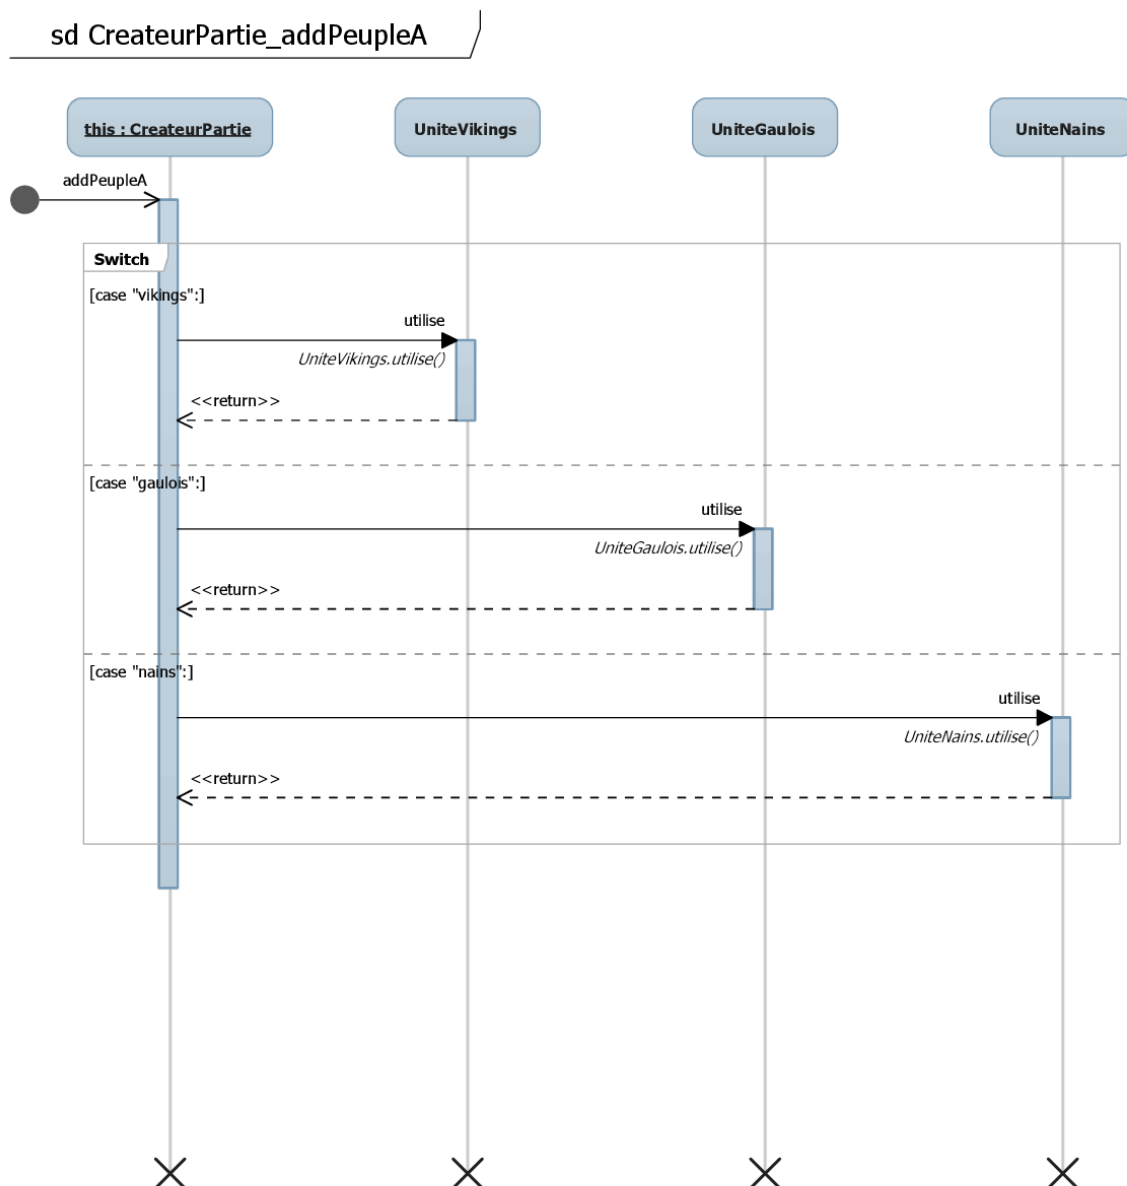 sd CreateurPartie_addPeupleA
this : CreateurPartie
UniteVikings
UniteGaulois
UniteNains
addPeupleA
Switch
[case "vikings":]
utilise
UniteVikings.utilise()
<<return>>
[case "gaulois":]
utilise
UniteGaulois.utilise()
<<return>>
[case "nains":]
utilise
UniteNains.utilise()
<<return>>